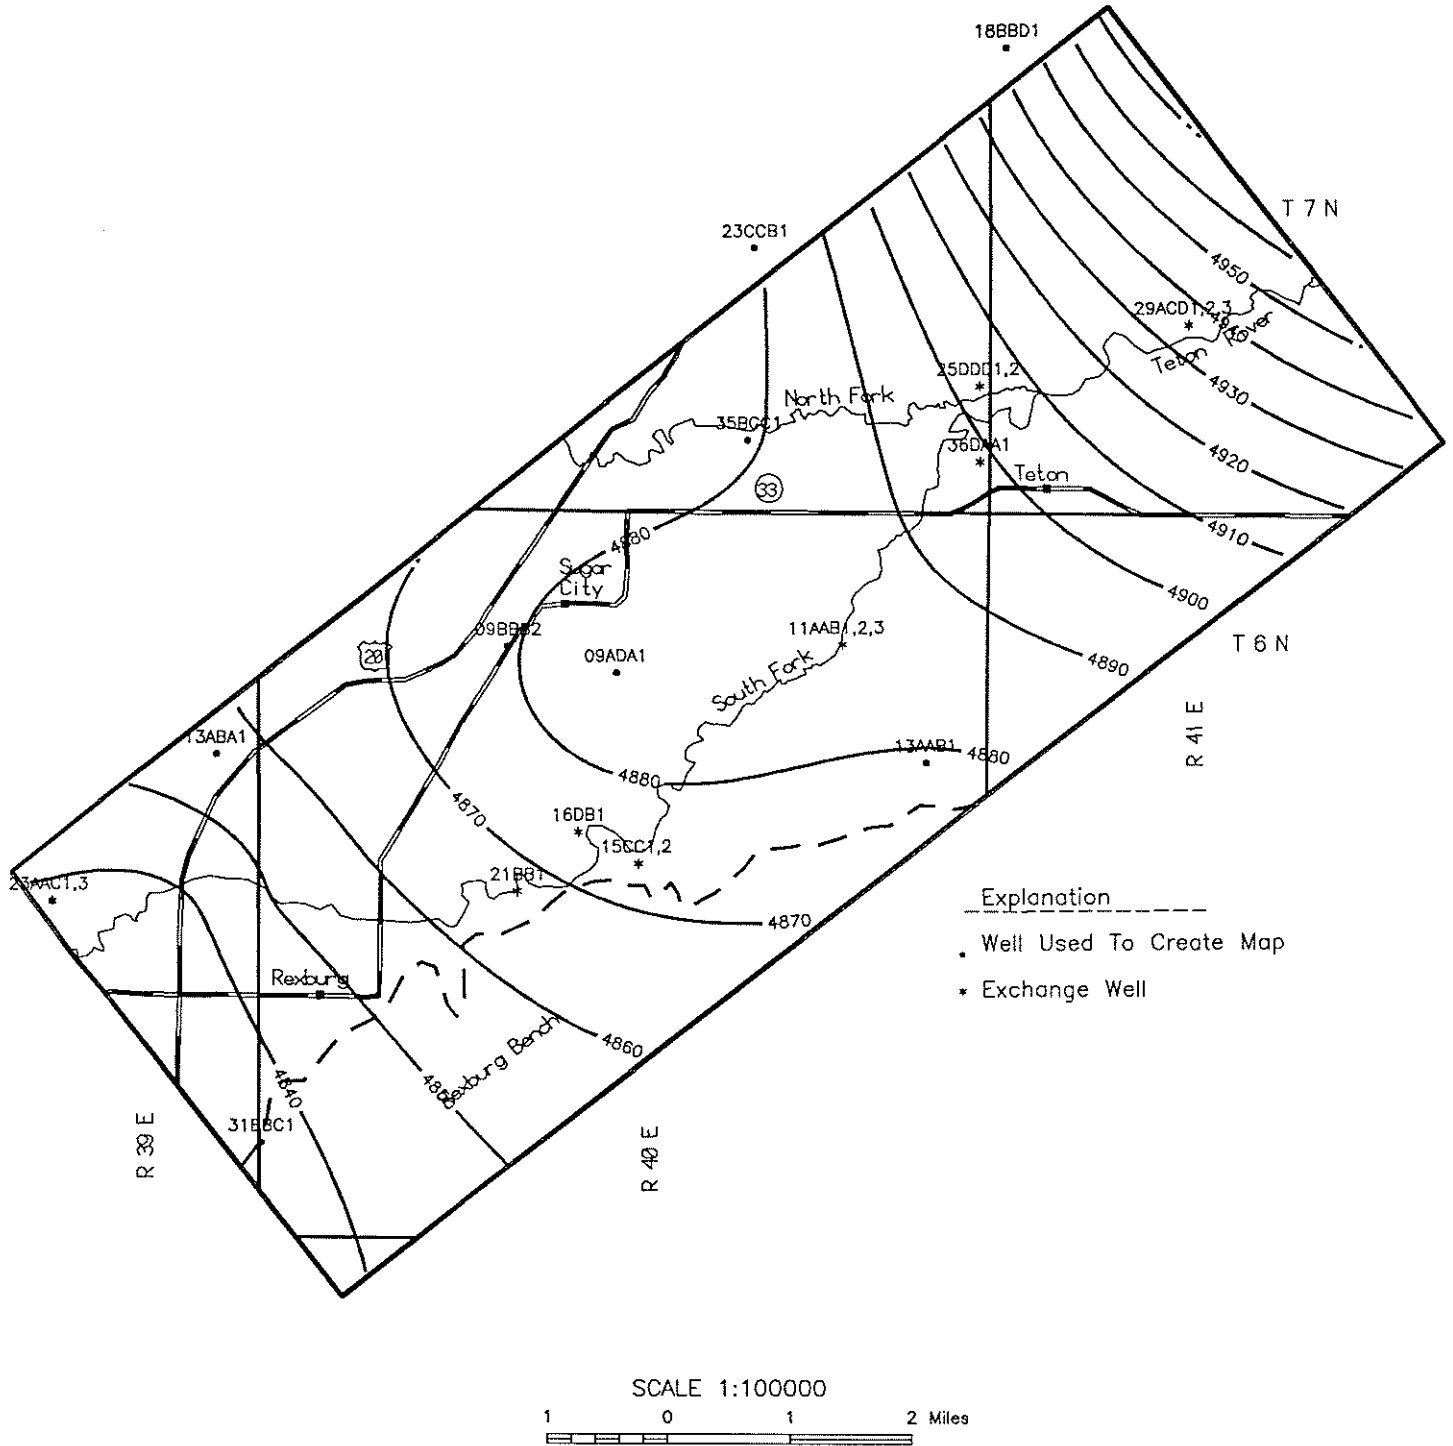 18BBD1
T 7 N
23CCB1
4950
29ACD1,2,3
Teton River
25DDD1,2
4930
North Fork
35BCC1
36DAA1
4920
Teton
33
4910
4880
Sugar
City
4900
09BBB2
11AAB1,2,3
T 6 N
20
09ADA1
4890
South Fork
R 41 E
13ABA1
13AAB1
4880
4880
4870
16DB1
15CC1,2
21BB1
23AAC1,3
Explanation
4870
Well Used To Create Map
Rexburg
Exchange Well
4860
Rexburg Bench
4840
31BBC1
R 39 E
R 40 E
SCALE 1:100000
1 0 1 2 Miles